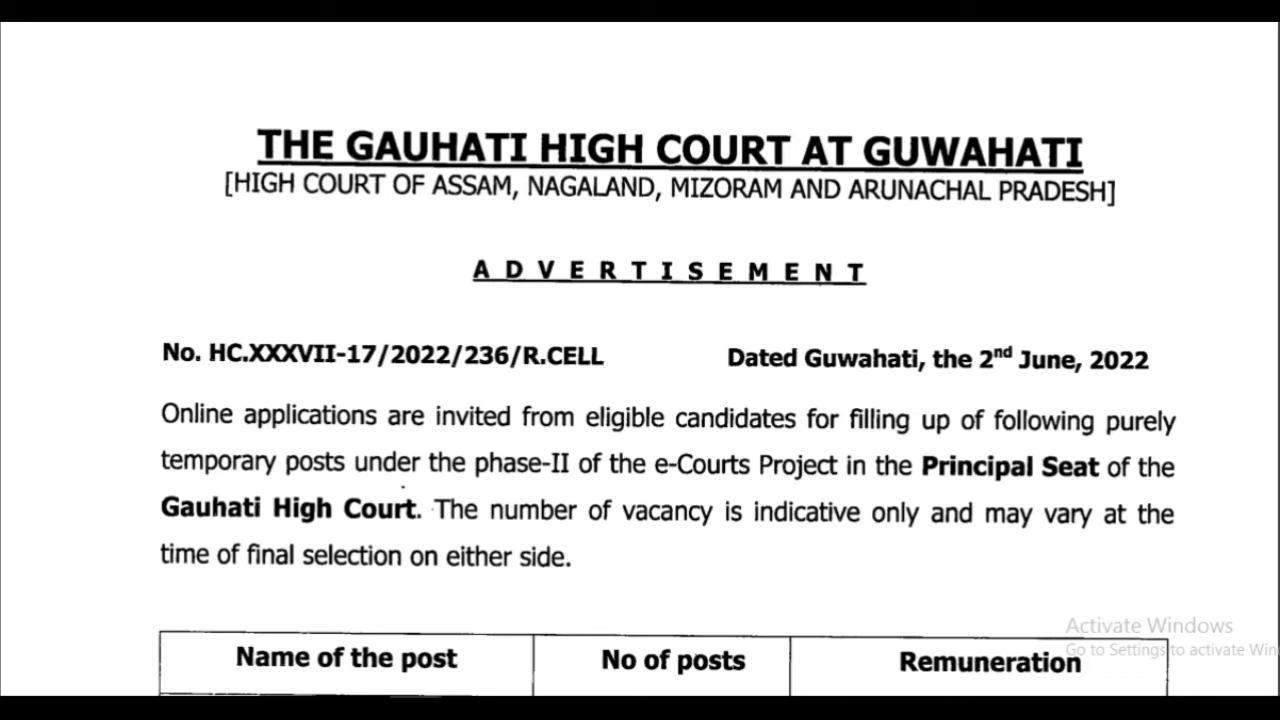 THE GAUHATI HIGH COURT AT GUWAHATI
[HIGH COURT OF ASSAM, NAGALAND, MIZORAM AND ARUNACHAL PRADESH]
A D V E R T I S E M E N T
No. HC.XXXVII-17/2022/236/R.CELL Dated Guwahati, the 2nd June, 2022
Online applications are invited from eligible candidates for filling up of following purely
temporary posts under the phase-II of the e-Courts Project in the Principal Seat of the
Gauhati High Court. The number of vacancy is indicative only and may vary at the
time of final selection on either side.
Activate Windows
Go to Settings to activate Win
Name of the post No of posts Remuneration